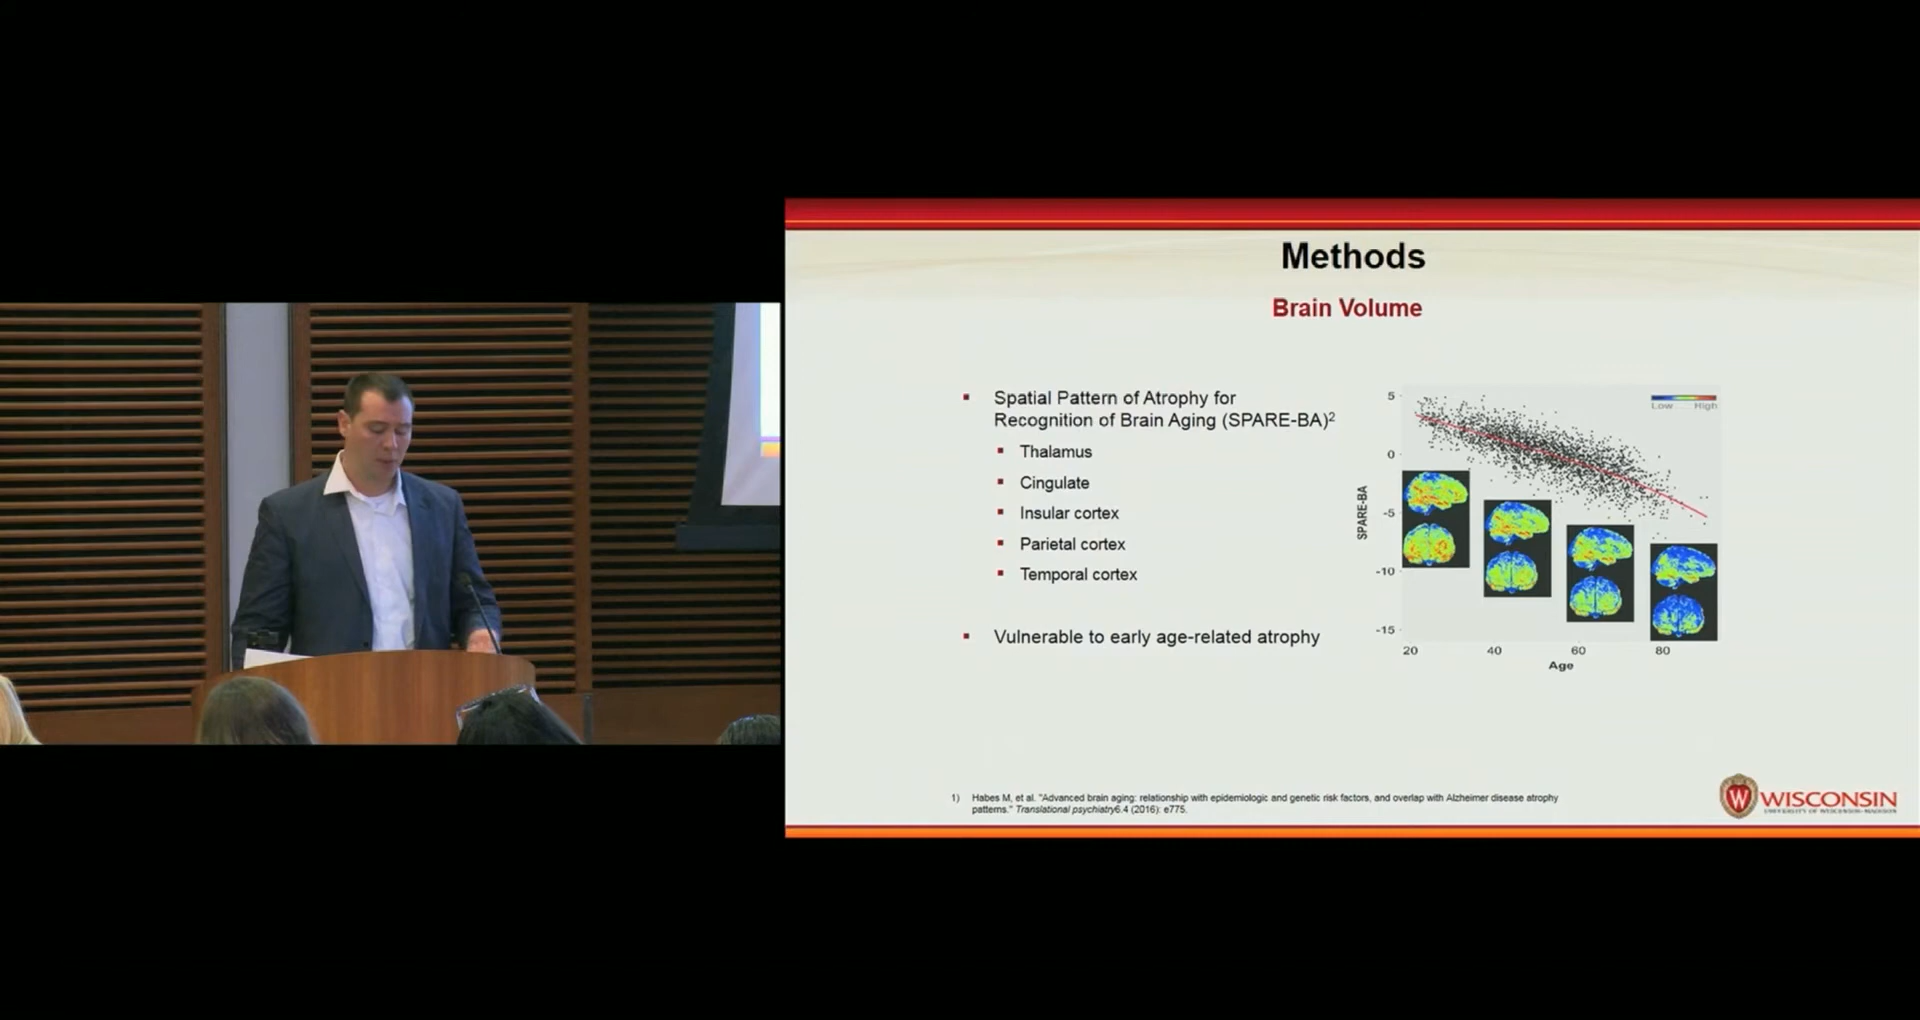 Methods
Brain Volume
Spatial Pattern of Atrophy for
Recognition of Brain Aging (SPARE-BA)2
Thalamus
Cingulate
Insular cortex
Parietal cortex
Temporal cortex
Vulnerable to early age-related atrophy
5
0
-5
-10
-15
SPARE-BA
Low High
20 40 60 80
Age
1) Habes M, et al. "Advanced brain aging: relationship with epidemiologic and genetic risk factors, and overlap with Alzheimer disease atrophy
patterns." Translational psychiatry6.4 (2016): e775.
W WISCONSIN
UNIVERSITY OF WISCONSIN-MADISON